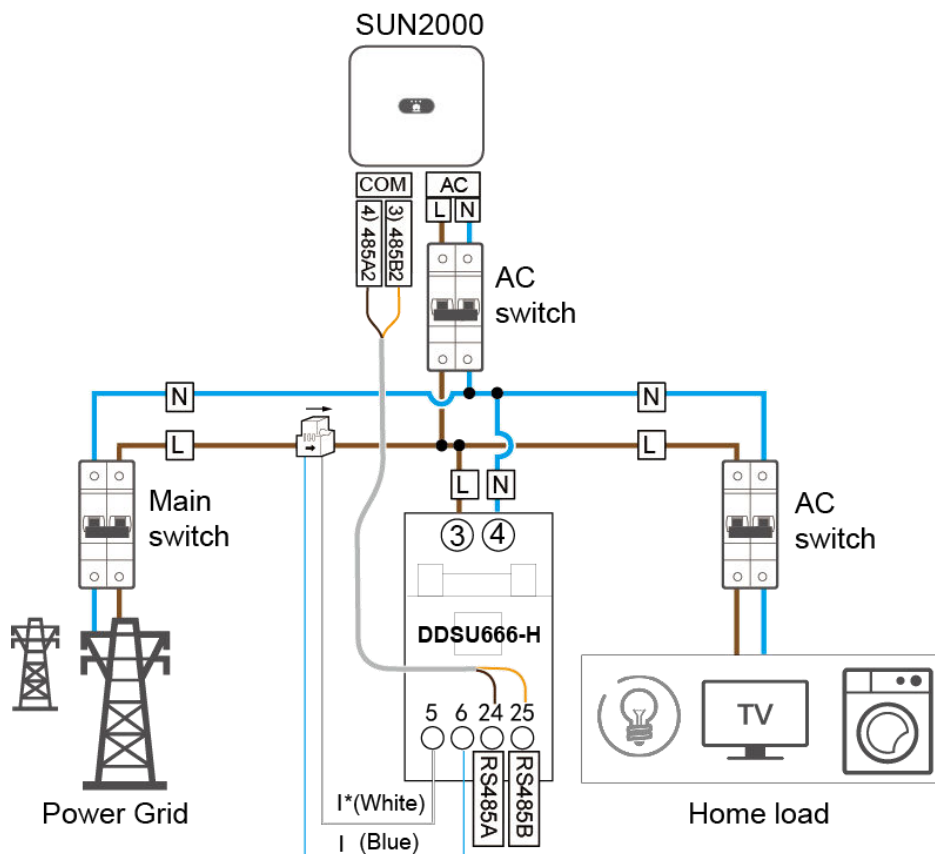 SUN2000
COM
AC
L
N
4) 485A2
3) 485B2
AC
switch
N
N
L
L
L
N
Main
switch
AC
switch
3
4
DDSU666-H
5
6
24
25
TV
RS485A
RS485B
I*(White)
I (Blue)
Power Grid
Home load